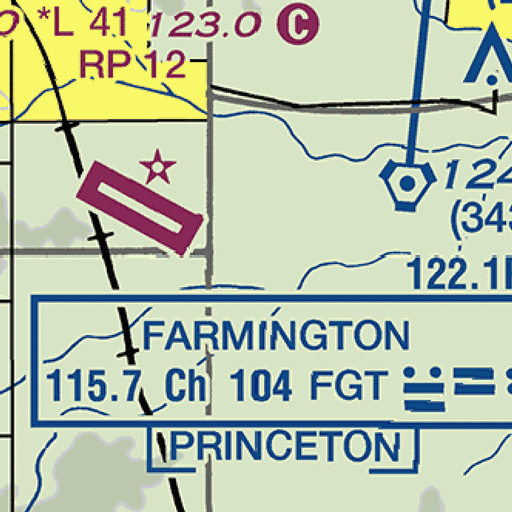 *L 41 123.0 C
RP 12
122.1
FARMINGTON
115.7 Ch 104 FGT
PRINCETON